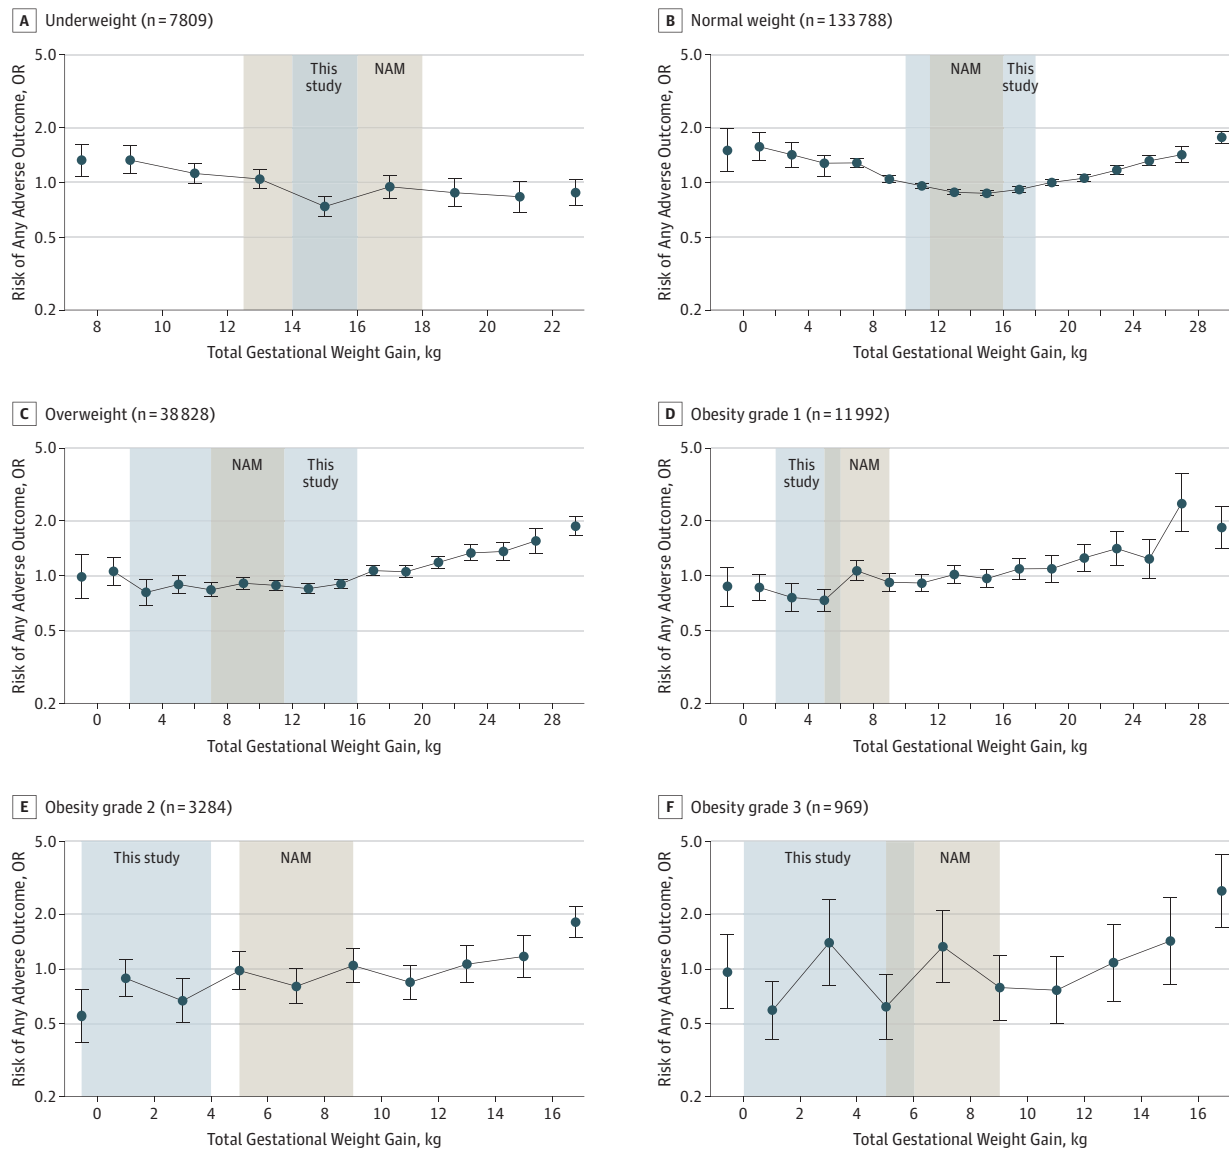 A Underweight (n = 7809)
Risk of Any Adverse Outcome, OR
5.0
2.0
1.0
0.5
0.2
This
study
NAM
8 10 12 14 16 18 20 22
Total Gestational Weight Gain, kg
B Normal weight (n = 133 788)
Risk of Any Adverse Outcome, OR
5.0
2.0
1.0
0.5
0.2
NAM
This
study
0 4 8 12 16 20 24 28
Total Gestational Weight Gain, kg
C Overweight (n = 38 828)
Risk of Any Adverse Outcome, OR
5.0
2.0
1.0
0.5
0.2
NAM
This
study
0 4 8 12 16 20 24 28
Total Gestational Weight Gain, kg
D Obesity grade 1 (n = 11 992)
Risk of Any Adverse Outcome, OR
5.0
2.0
1.0
0.5
0.2
This
study
NAM
0 4 8 12 16 20 24 28
Total Gestational Weight Gain, kg
E Obesity grade 2 (n = 3284)
Risk of Any Adverse Outcome, OR
5.0
2.0
1.0
0.5
0.2
This study
NAM
0 2 4 6 8 10 12 14 16
Total Gestational Weight Gain, kg
F Obesity grade 3 (n = 969)
Risk of Any Adverse Outcome, OR
5.0
2.0
1.0
0.5
0.2
This study
NAM
0 2 4 6 8 10 12 14 16
Total Gestational Weight Gain, kg